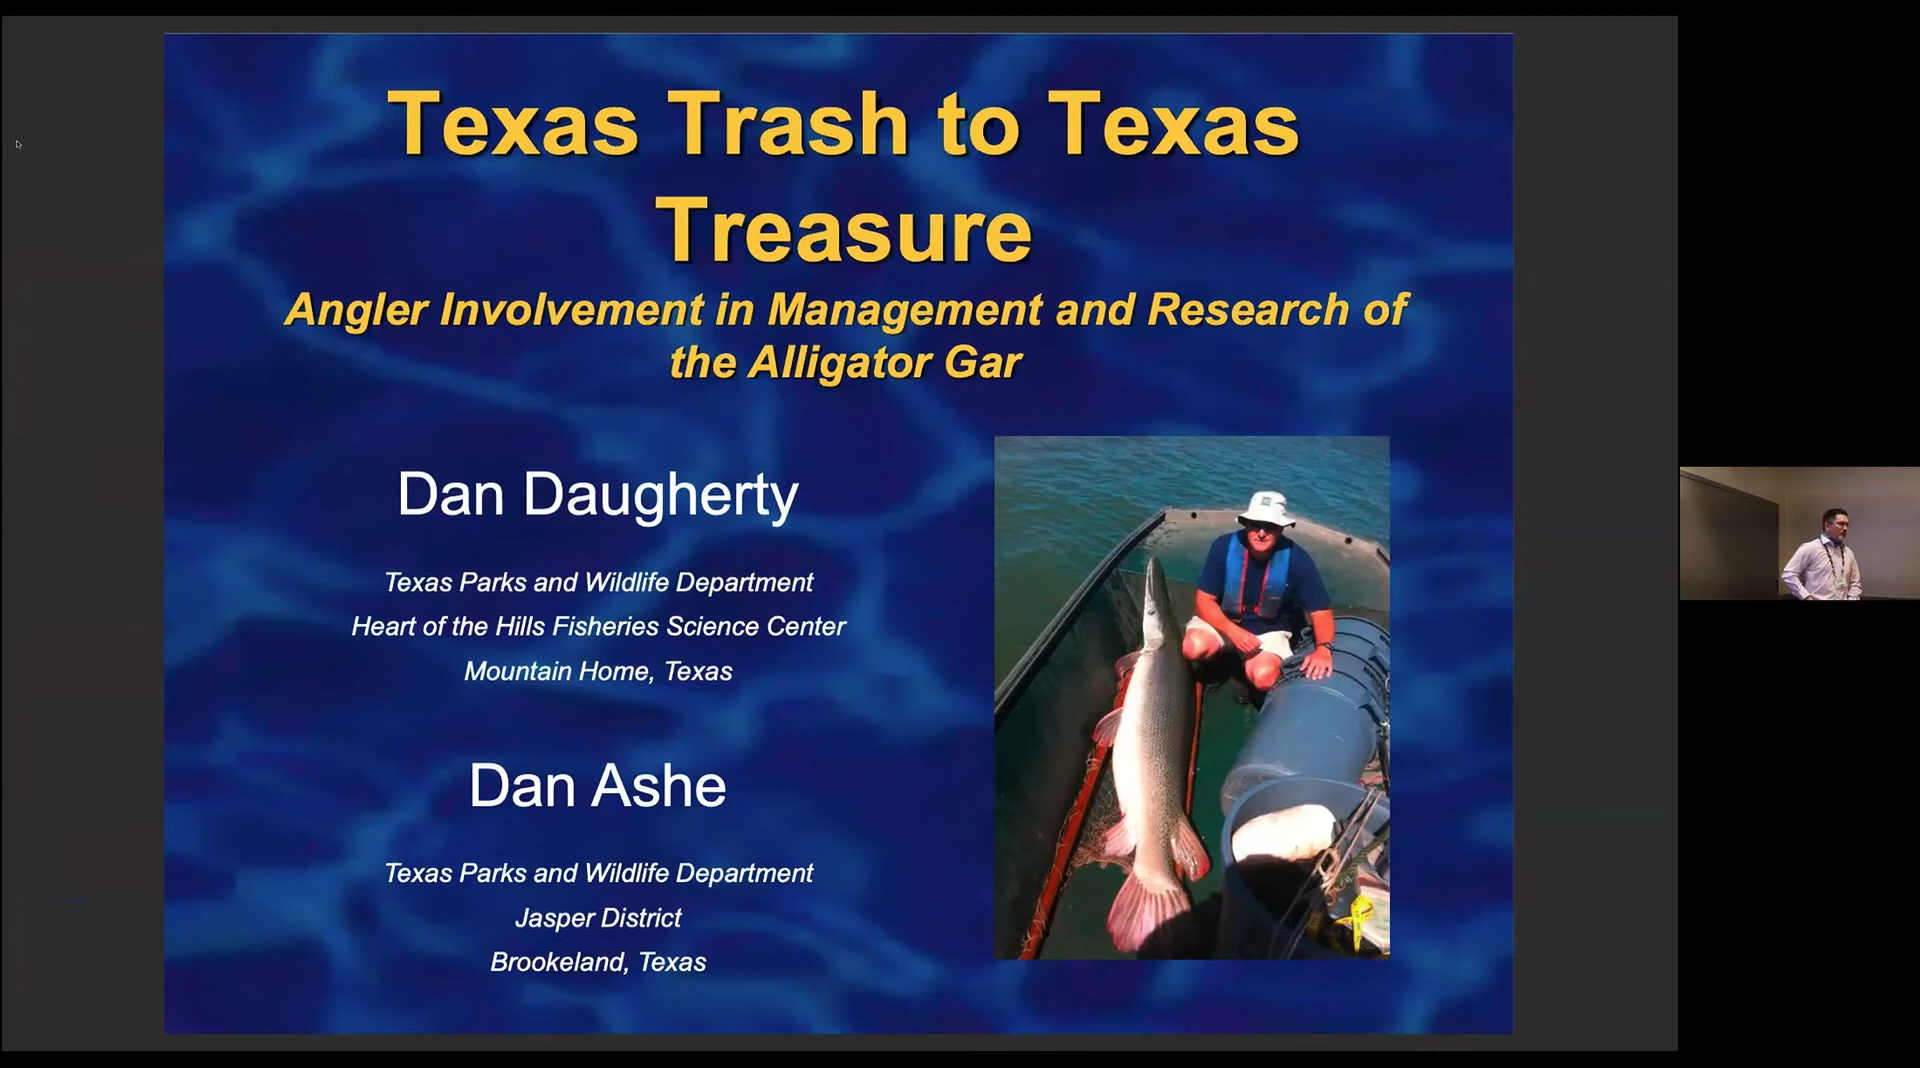 Texas Trash to Texas
Treasure
Angler Involvement in Management and Research of
the Alligator Gar
Dan Daugherty
Texas Parks and Wildlife Department
Heart of the Hills Fisheries Science Center
Mountain Home, Texas
Dan Ashe
Texas Parks and Wildlife Department
Jasper District
Brookeland, Texas